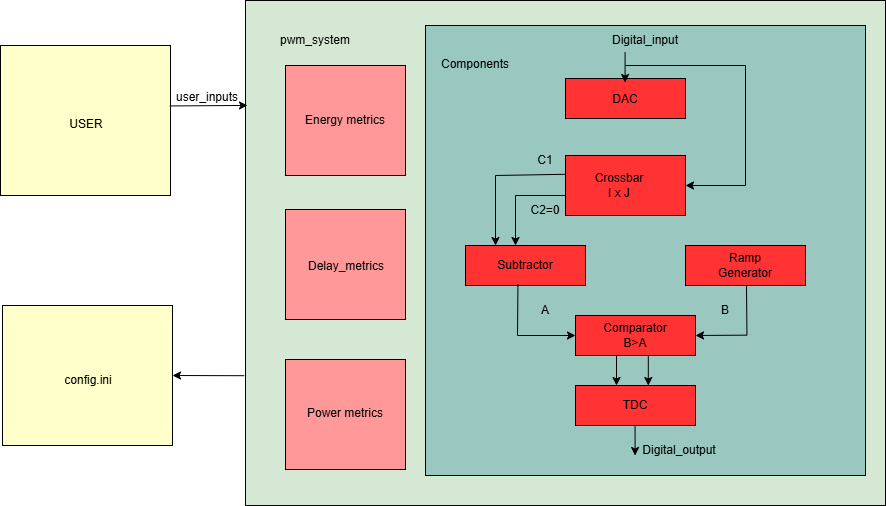 pwm_system
Digital_input
Components
user_inputs
USER
Energy metrics
DAC
C1
Crossbar
I x J
C2=0
Delay_metrics
Subtractor
Ramp
Generator
A
B
Comparator
B>A
config.ini
Power metrics
TDC
Digital_output